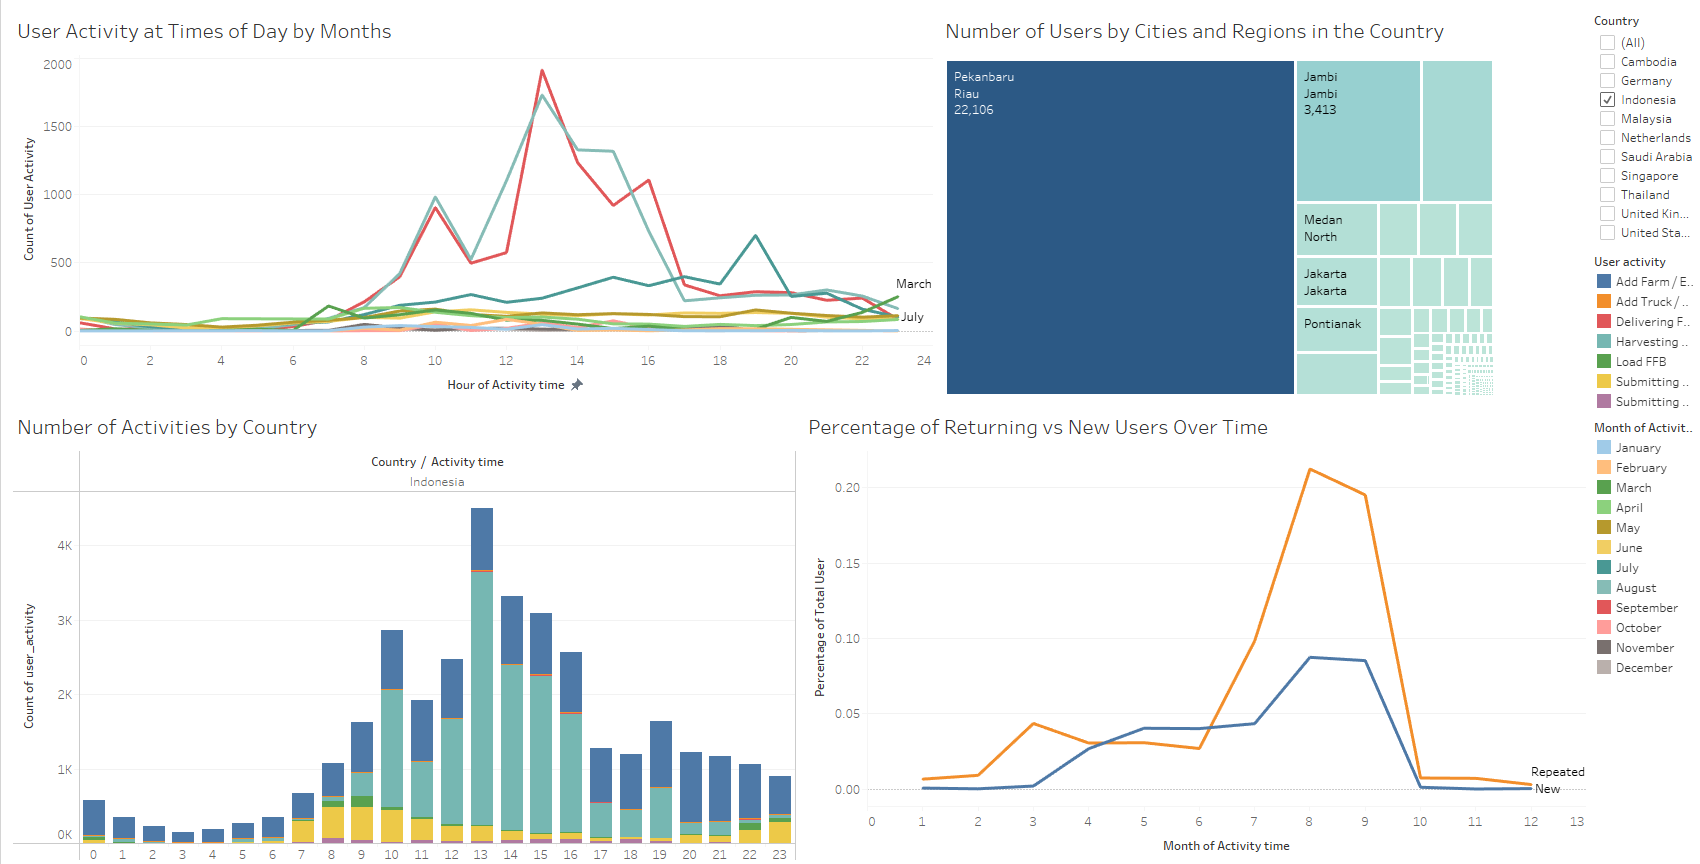 User Activity at Times of Day by Months
2000
1500
1000
500
0
Count of User Activity
March
July
0 2 4 6 8 10 12 14 16 18 20 22 24
Hour of Activity time
Number of Users by Cities and Regions in the Country
Pekanbaru
Riau
22,106
Jambi
Jambi
3,413
Medan
North
Jakarta
Jakarta
Pontianak
Country
(All)
Cambodia
Germany
Indonesia
Malaysia
Netherlands
Saudi Arabia
Singapore
Thailand
United Kin...
United Sta...
User activity
Add Farm / E..
Add Truck / ..
Delivering F..
Harvesting ..
Load FFB
Submitting ..
Submitting ..
Month of Activit..
January
February
March
April
May
June
July
August
September
October
November
December
Number of Activities by Country
Country / Activity time
Indonesia
4K
3K
2K
1K
0K
Count of user_activity
0 1 2 3 4 5 6 7 8 9 10 11 12 13 14 15 16 17 18 19 20 21 22 23
Percentage of Returning vs New Users Over Time
0.20
0.15
0.10
0.05
0.00
Percentage of Total User
Repeated
New
0 1 2 3 4 5 6 7 8 9 10 11 12 13
Month of Activity time